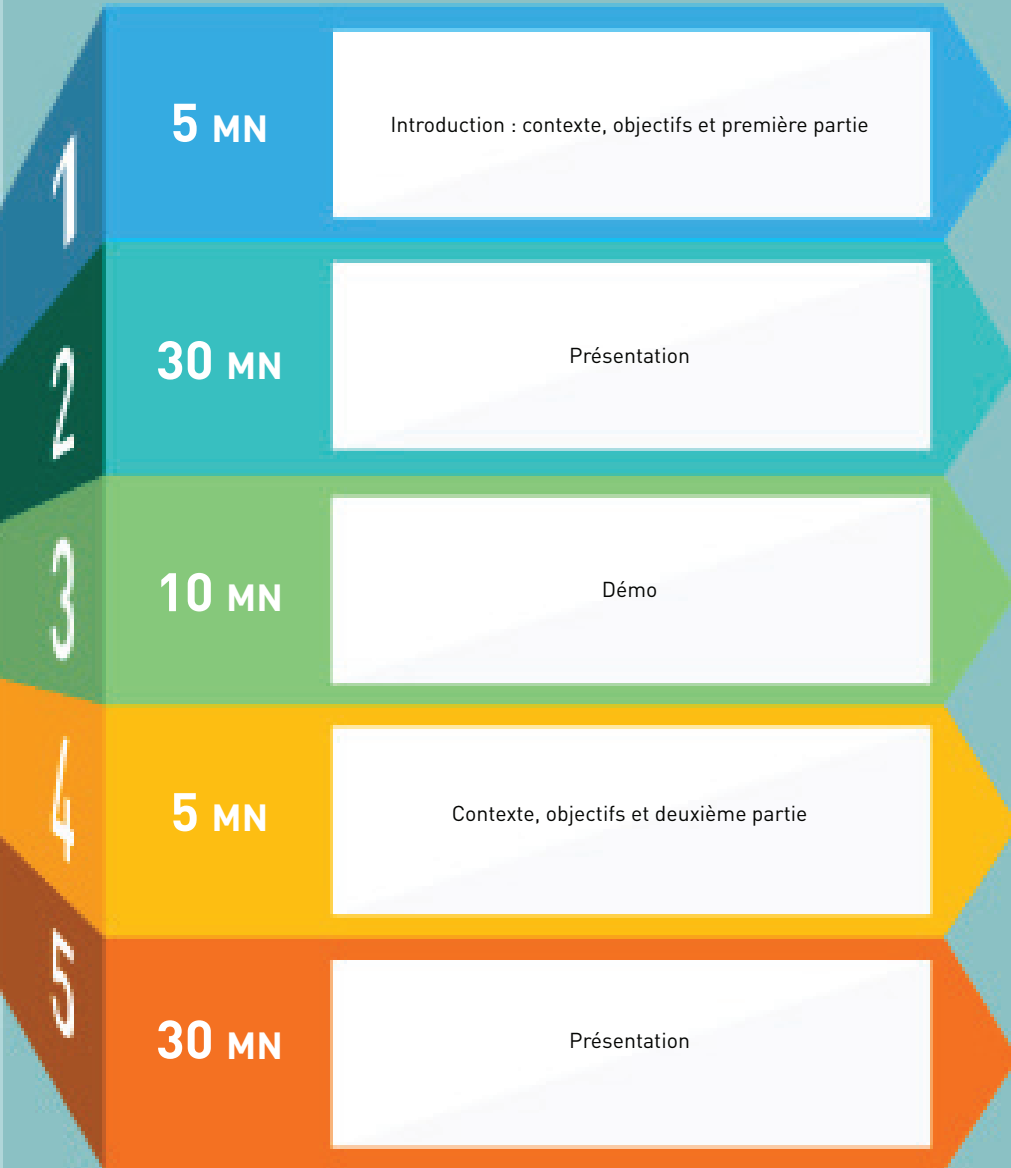 1
5 MN
Introduction : contexte, objectifs et première partie
2
30 MN
Présentation
3
10 MN
Démo
4
5 MN
Contexte, objectifs et deuxième partie
5
30 MN
Présentation